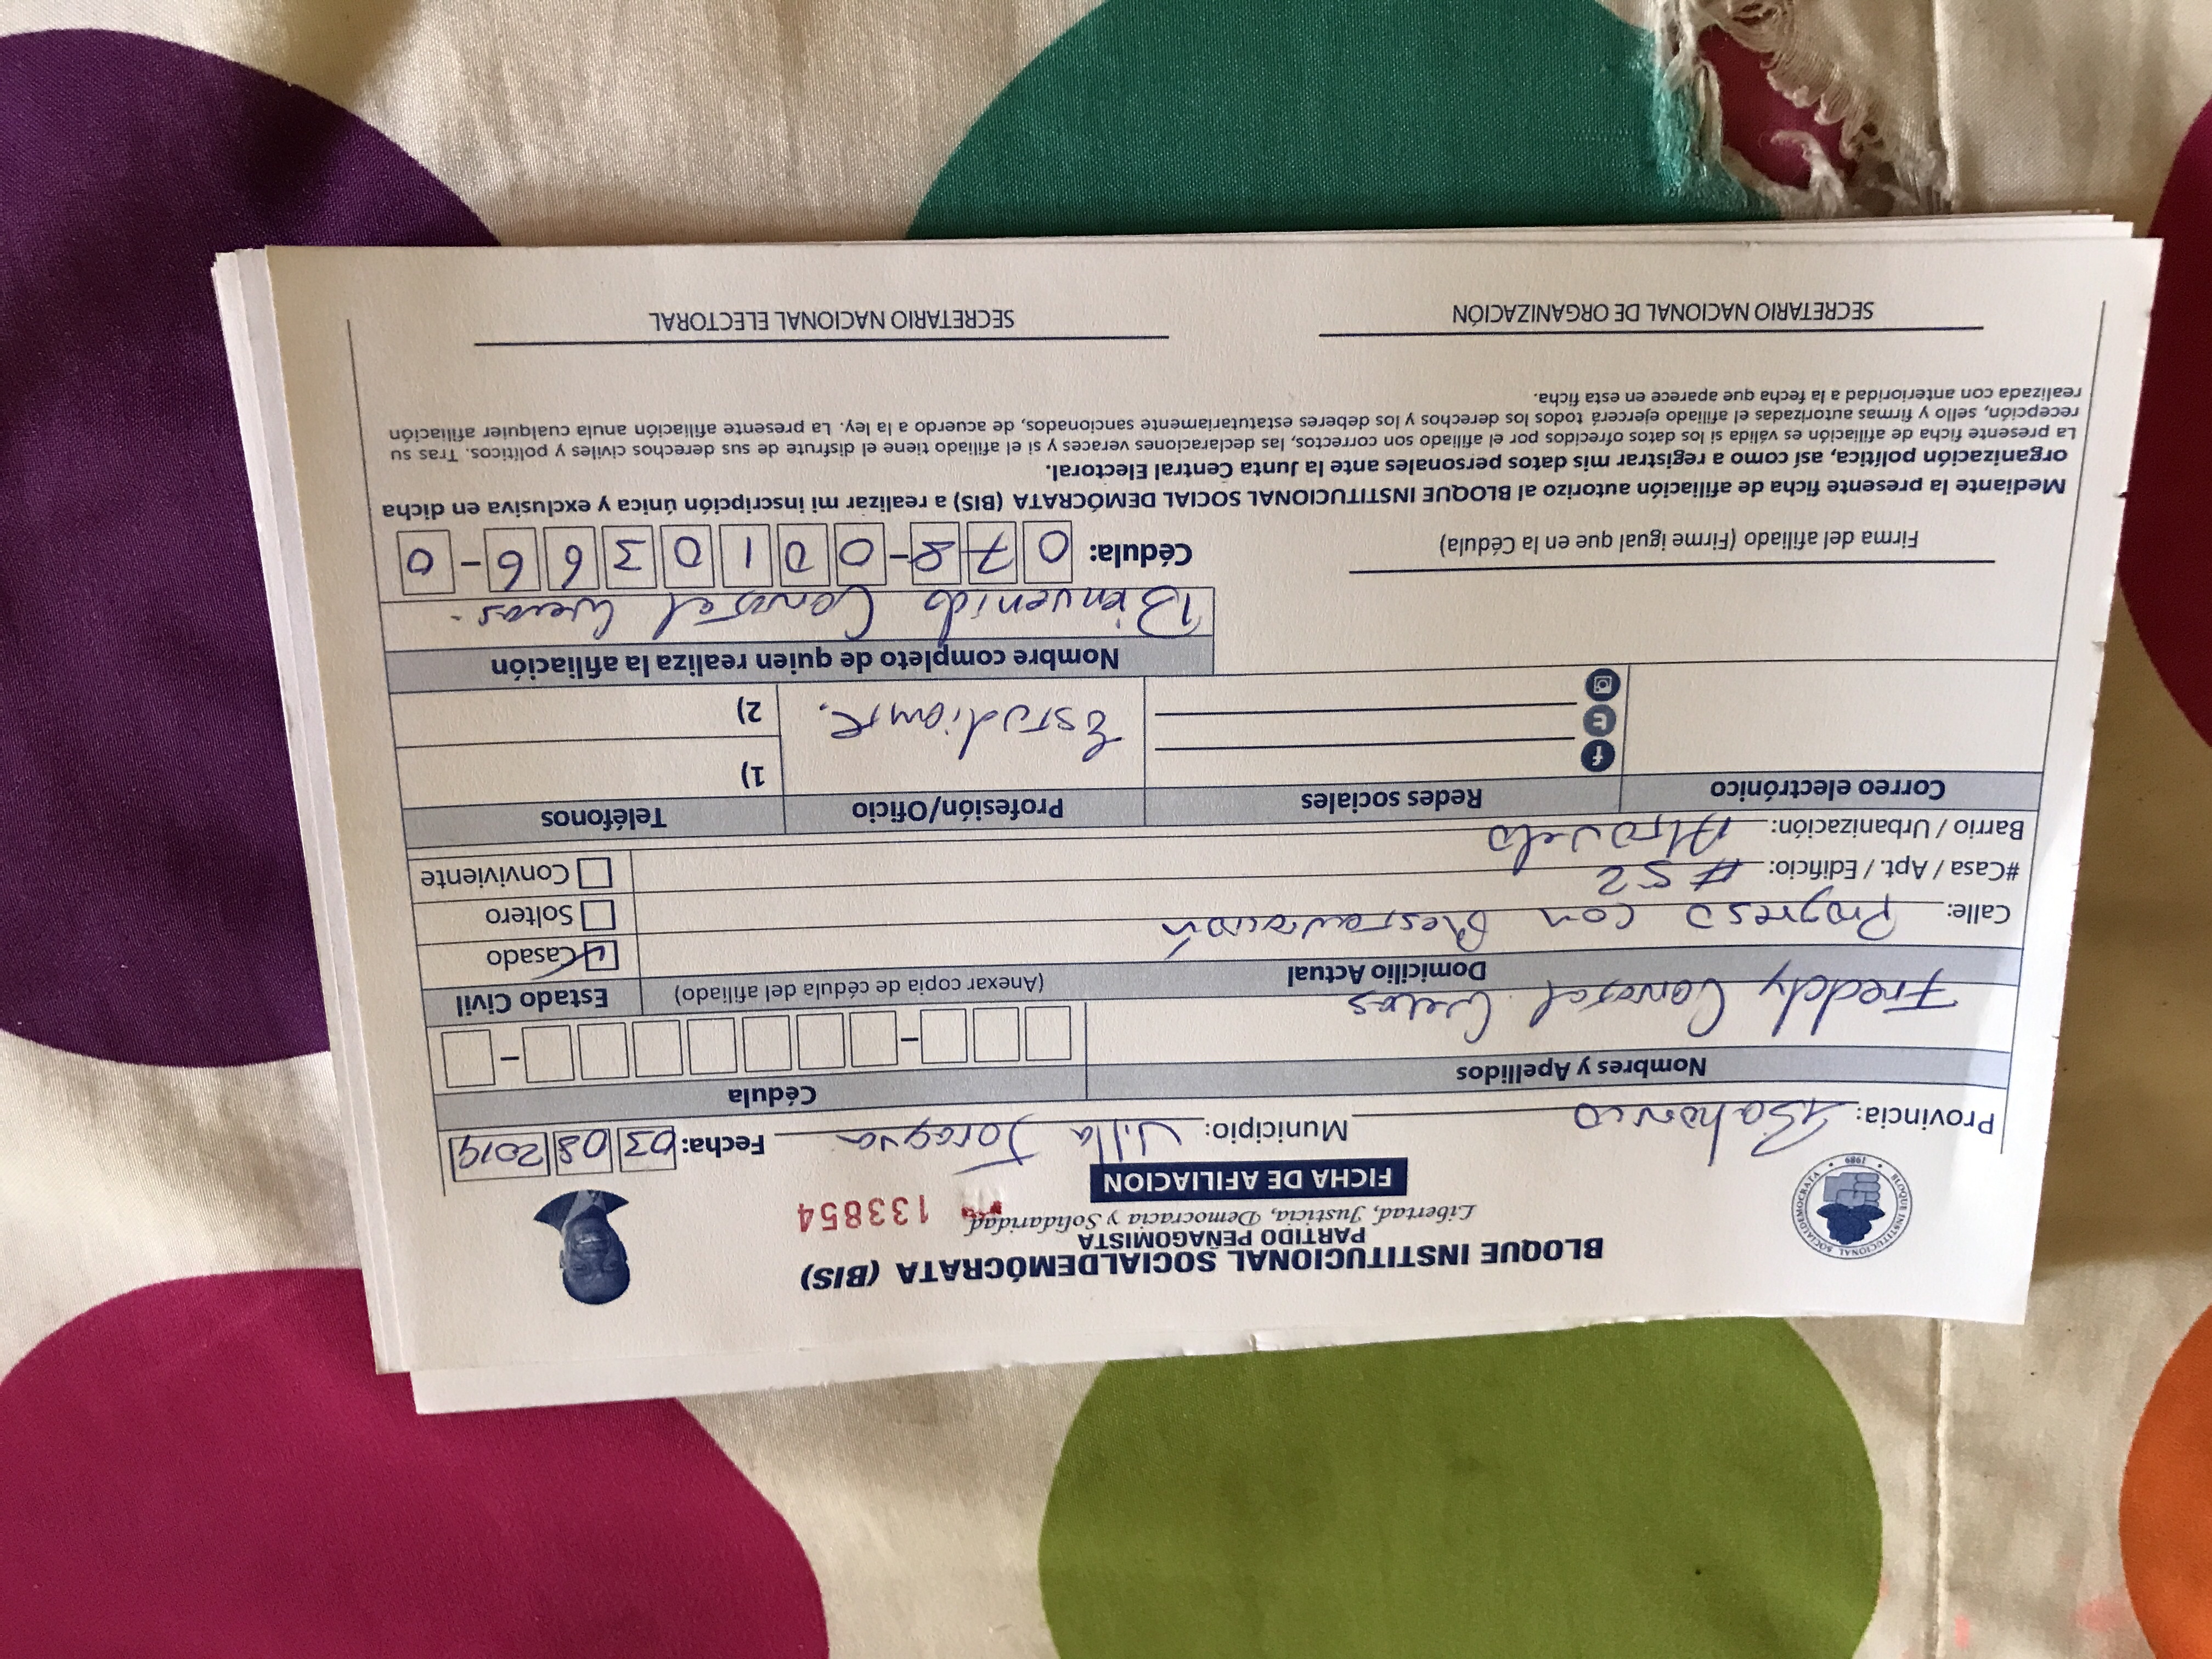 BLOQUE INSTITUCIONAL SOCIALDEMÓCRATA (BIS)
PARTIDO PEÑAGOMISTA
Libertad, Justicia, Democracia y Solidaridad
133854
FICHA DE AFILIACION
BLOQUE INSTITUCIONAL SOCIALDEMOCRATA • 1989 •
Provincia: Bahoruco Municipio: Villa Jaragua Fecha: 03 08 2019
Nombres y Apellidos Cédula
Freddy Carvajal Cuevas
Domicilio Actual (Anexar copia de cédula del afiliado) Estado Civil
Calle: Progreso con Restauración
Casado
#Casa / Apt. / Edificio: #52
Soltero
Barrio / Urbanización:
Conviviente
Correo electrónico Redes sociales Profesión/Oficio Teléfonos
Estudiante.
1)
2)
Nombre completo de quien realiza la afiliación
Bienvenido Carvajal Cuevas.
Firma del afiliado (Firme igual que en la Cédula)
Cédula: 078-0010366-0
Mediante la presente ficha de afiliación autorizo al BLOQUE INSTITUCIONAL SOCIAL DEMÓCRATA (BIS) a realizar mi inscripción única y exclusiva en dicha
organización política, así como a registrar mis datos personales ante la Junta Central Electoral.
La presente ficha de afiliación es válida si los datos ofrecidos por el afiliado son correctos, las declaraciones veraces y si el afiliado tiene el disfrute de sus derechos civiles y políticos. Tras su
recepción, sello y firmas autorizadas el afiliado ejercerá todos los derechos y los deberes estatutariamente sancionados, de acuerdo a la ley. La presente afiliación anula cualquier afiliación
realizada con anterioridad a la fecha que aparece en esta ficha.
SECRETARIO NACIONAL DE ORGANIZACIÓN SECRETARIO NACIONAL ELECTORAL